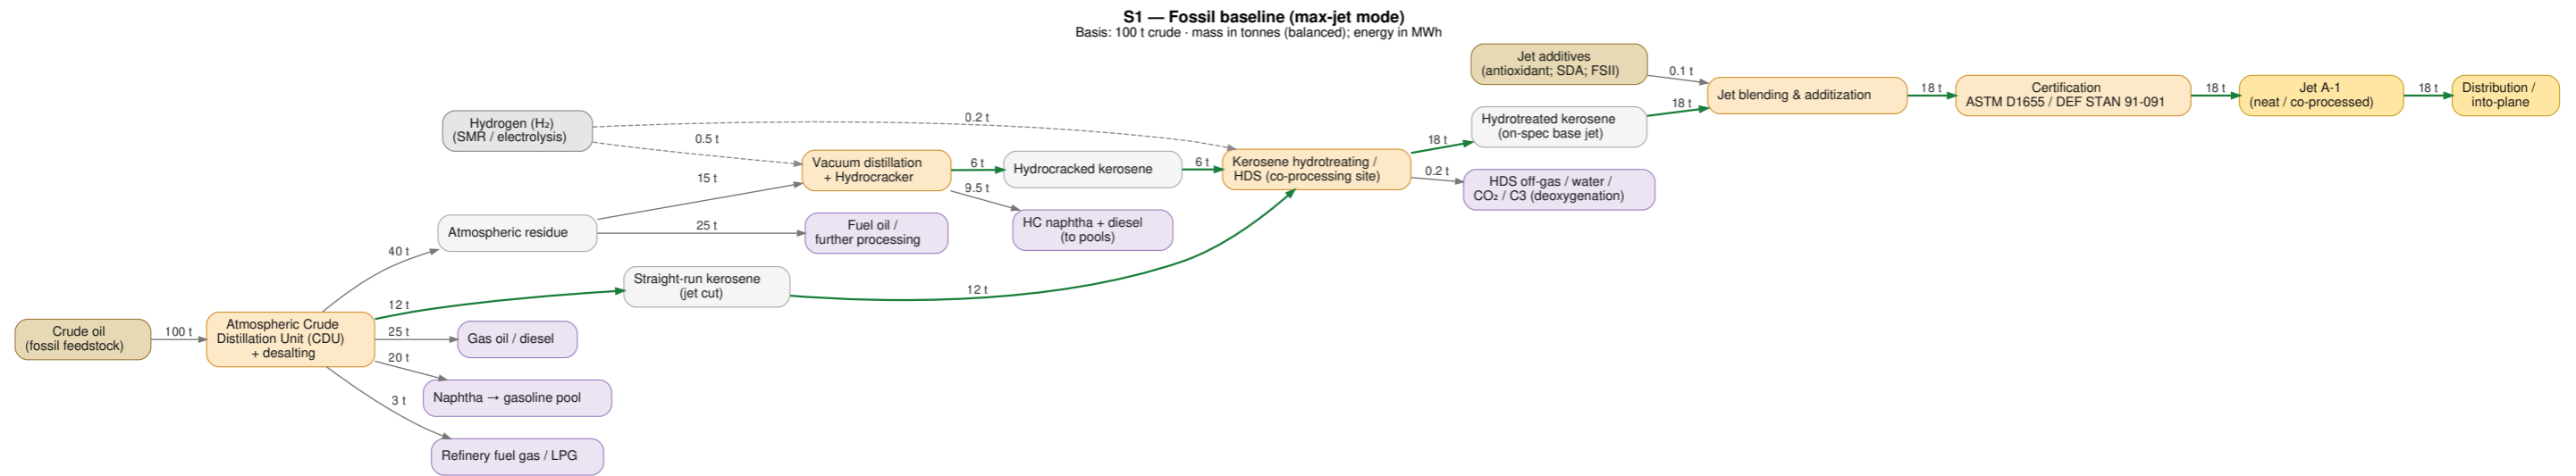 S1 — Fossil baseline (max-jet mode)
Basis: 100 t crude · mass in tonnes (balanced); energy in MWh
Crude oil
(fossil feedstock)
100 t
Atmospheric Crude
Distillation Unit (CDU)
+ desalting
40 t
12 t
25 t
20 t
3 t
Hydrogen (H₂)
(SMR / electrolysis)
Atmospheric residue
Gas oil / diesel
Naphtha → gasoline pool
Refinery fuel gas / LPG
Straight-run kerosene
(jet cut)
0.2 t
0.5 t
15 t
25 t
12 t
Vacuum distillation
+ Hydrocracker
Fuel oil /
further processing
6 t
9.5 t
Hydrocracked kerosene
HC naphtha + diesel
(to pools)
6 t
Kerosene hydrotreating /
HDS (co-processing site)
18 t
0.2 t
Jet additives
(antioxidant; SDA; FSII)
Hydrotreated kerosene
(on-spec base jet)
HDS off-gas / water /
CO₂ / C3 (deoxygenation)
0.1 t
18 t
Jet blending & additization
18 t
Certification
ASTM D1655 / DEF STAN 91-091
18 t
Jet A-1
(neat / co-processed)
18 t
Distribution /
into-plane